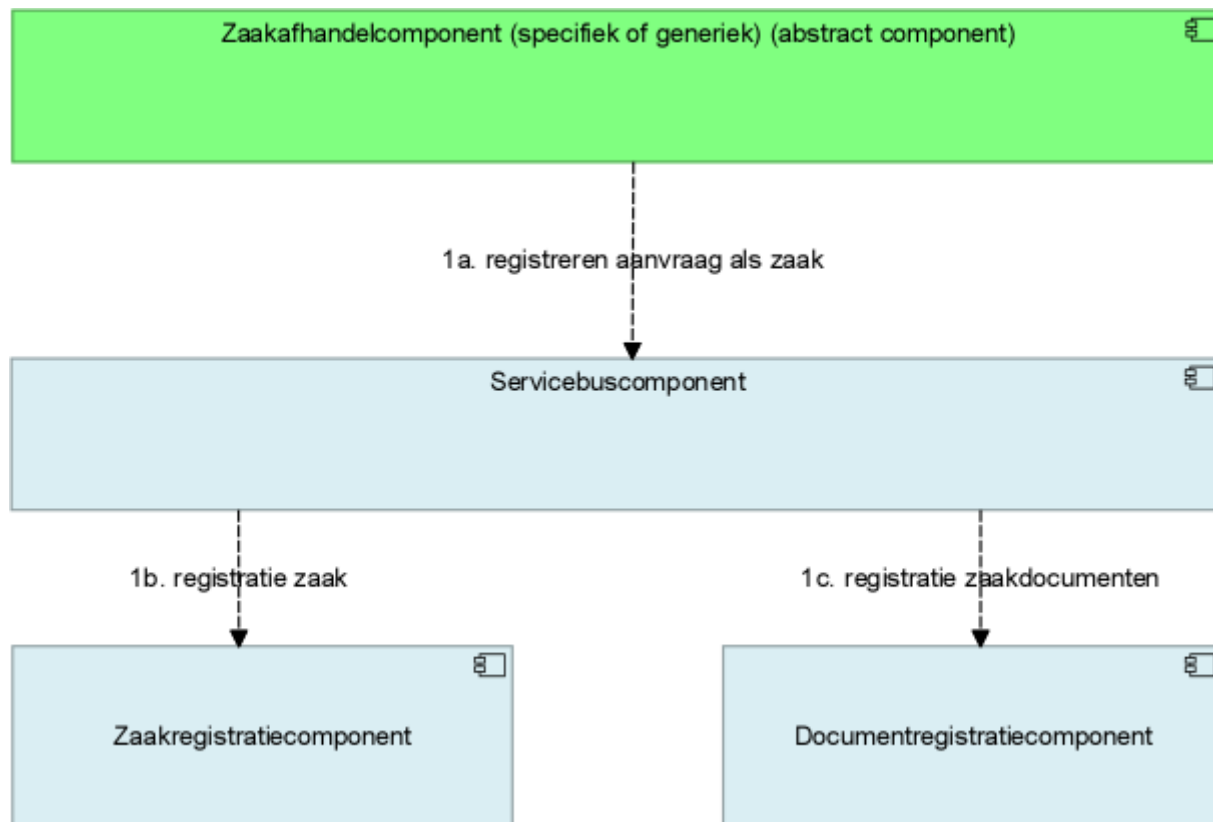 Zaakafhandelcomponent (specifiek of generiek) (abstract component)
1a. registreren aanvraag als zaak
Servicebuscomponent
1b. registratie zaak
1c. registratie zaakdocumenten
Zaakregistratiecomponent
Documentregistratiecomponent